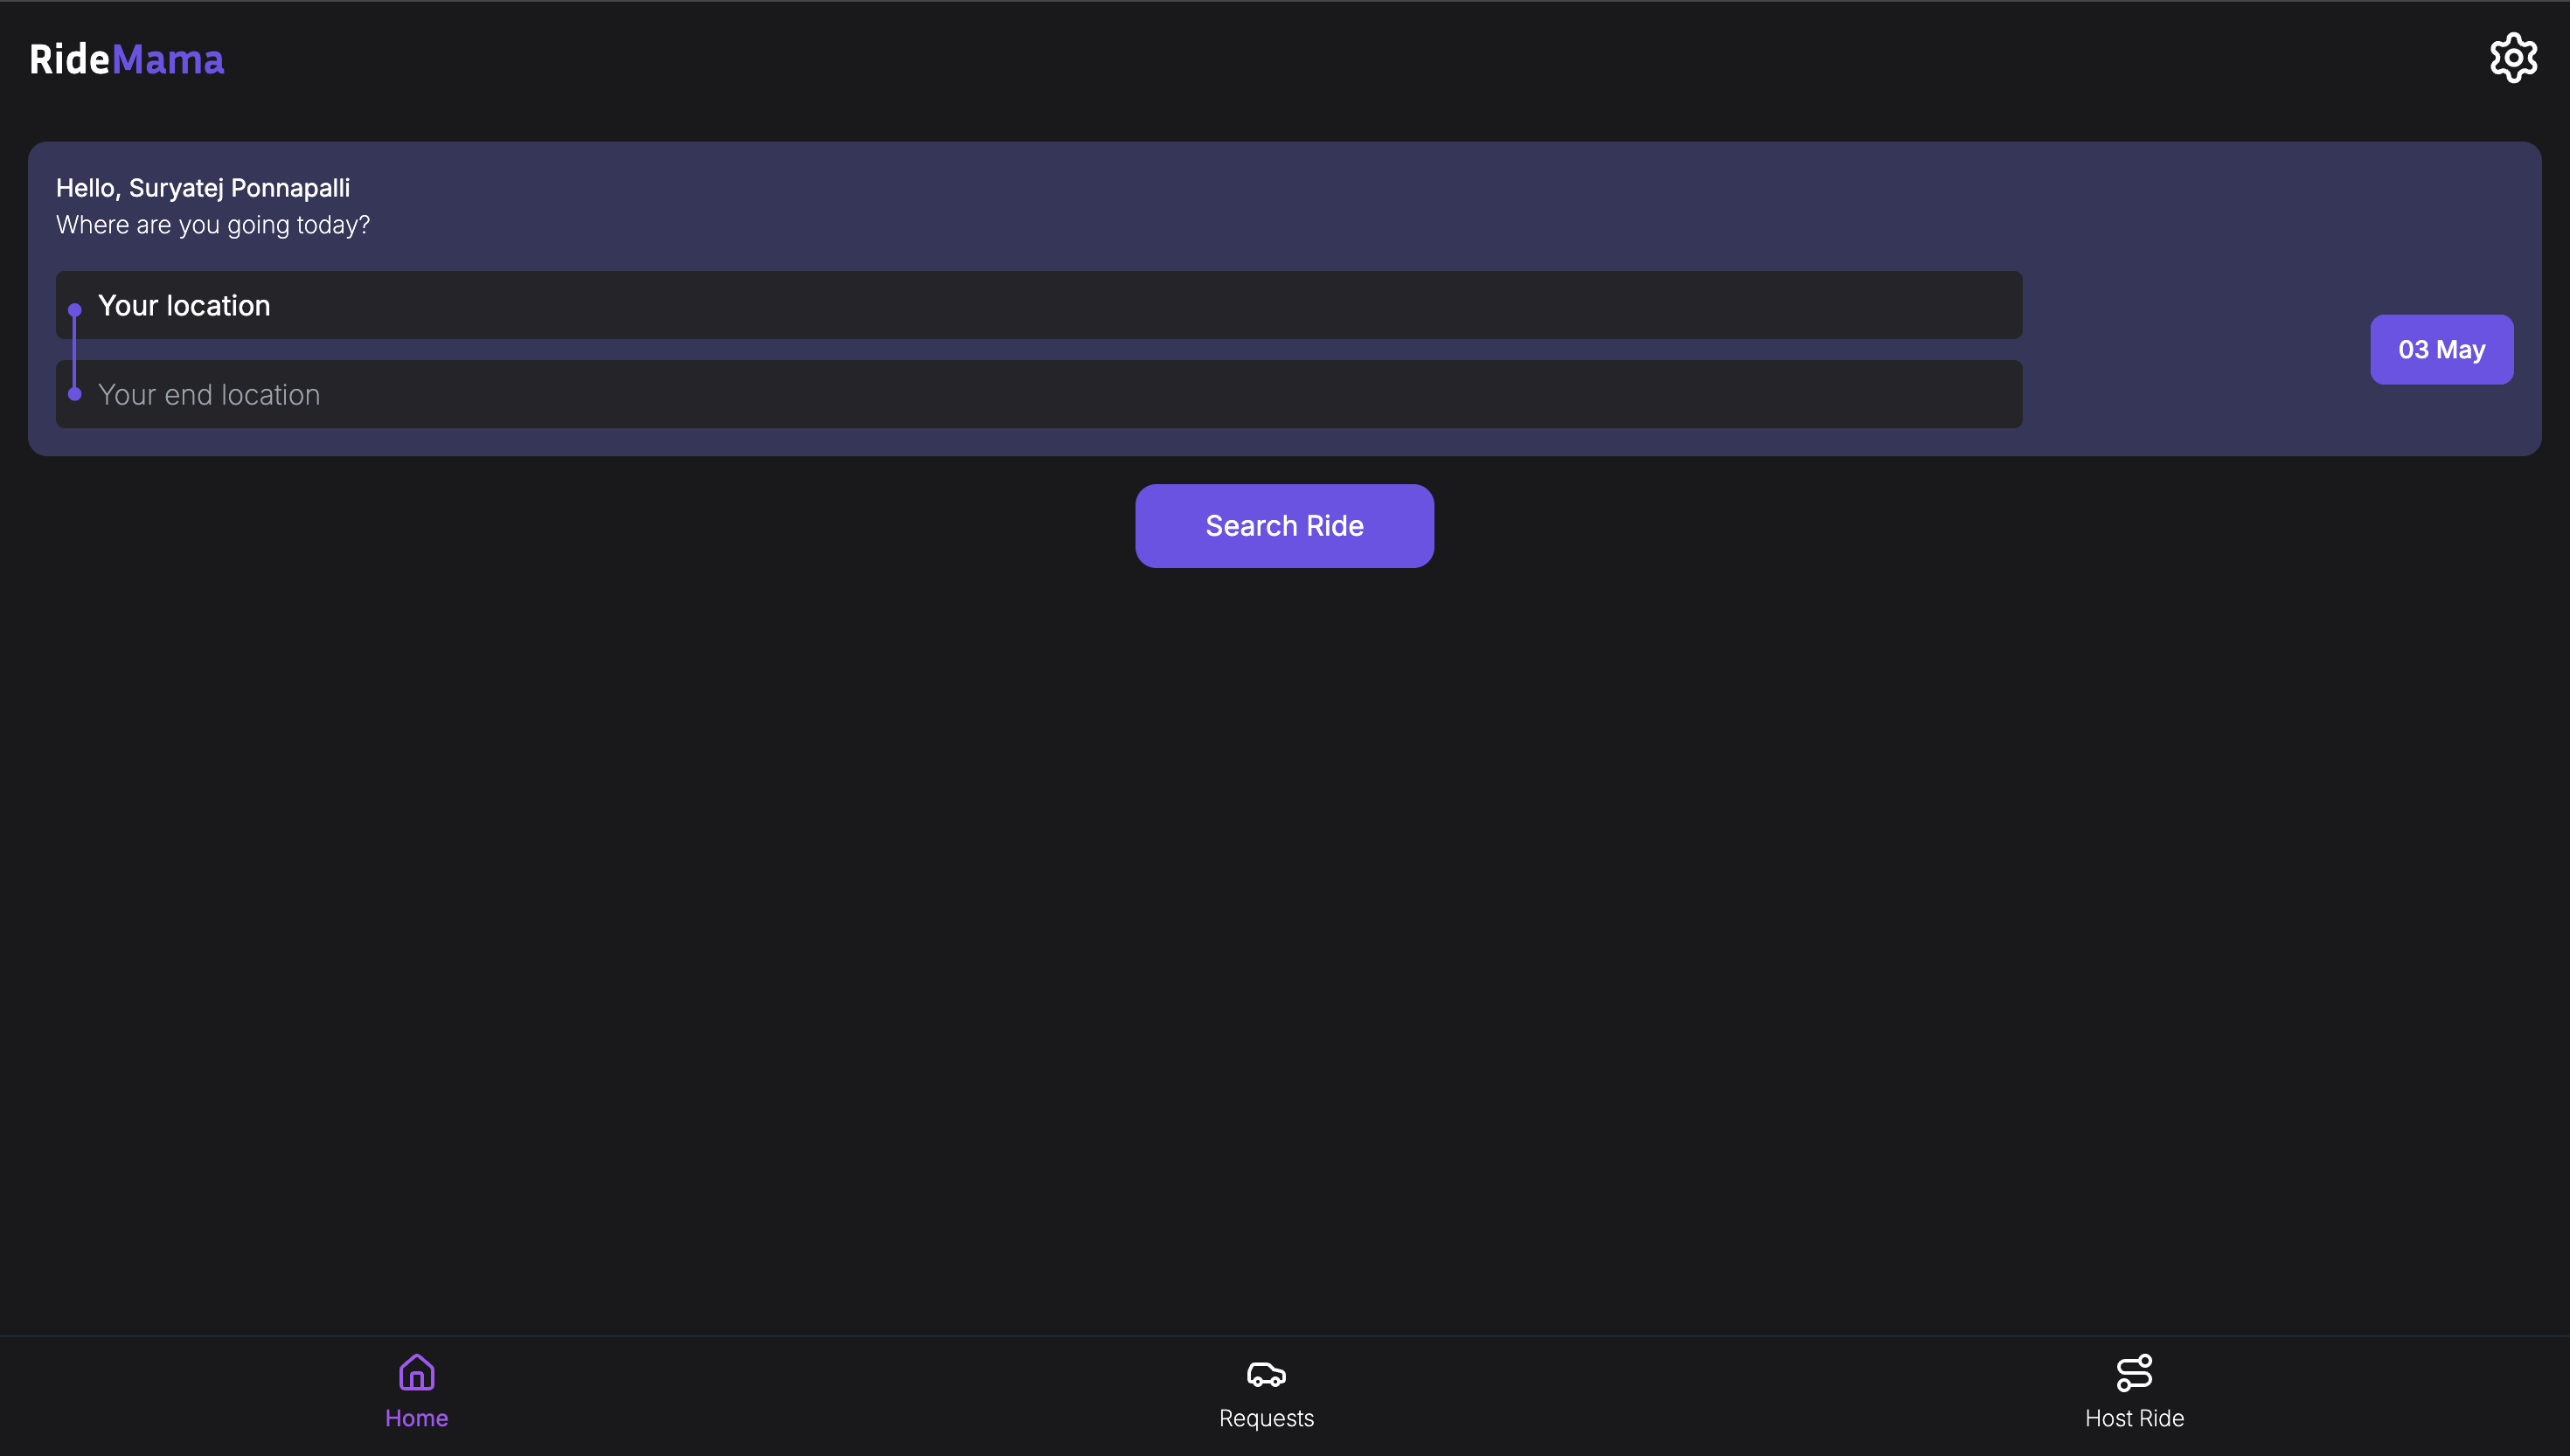 RideMama
Hello, Suryatej Ponnapalli
Where are you going today?
Your location
03 May
Your end location
Search Ride
Home
Requests
Host Ride